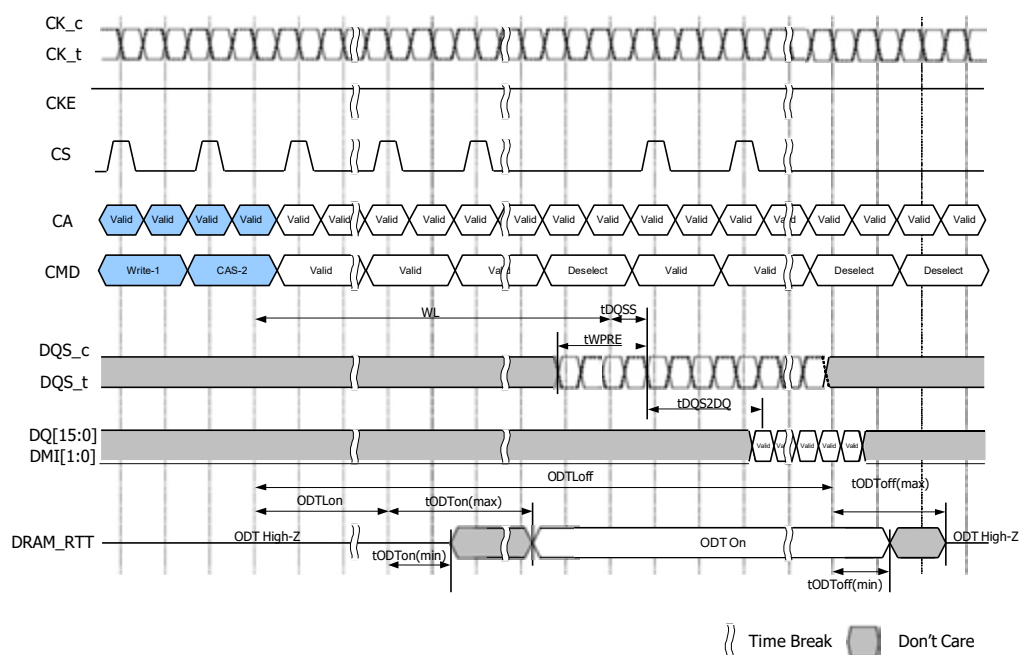 CK_c
CK_t
CKE
CS
CA Valid Valid Valid Valid Valid Valid Valid Valid Valid Valid Valid Valid Valid Valid Valid Valid Valid Valid Valid Valid
CMD Write-1 CAS-2 Valid Valid Valid Deselect Valid Valid Deselect Deselect
WL tDQSS
tWPRE
DQS_c
DQS_t
tDQS2DQ
DQ[15:0] Valid Valid Valid Valid Valid
DMI[1:0]
ODTLoff tODToff(max)
ODTLon tODTon(max)
DRAM_RTT ODT High-Z ODT On ODT High-Z
tODTon(min) tODToff(min)
Time Break Don't Care